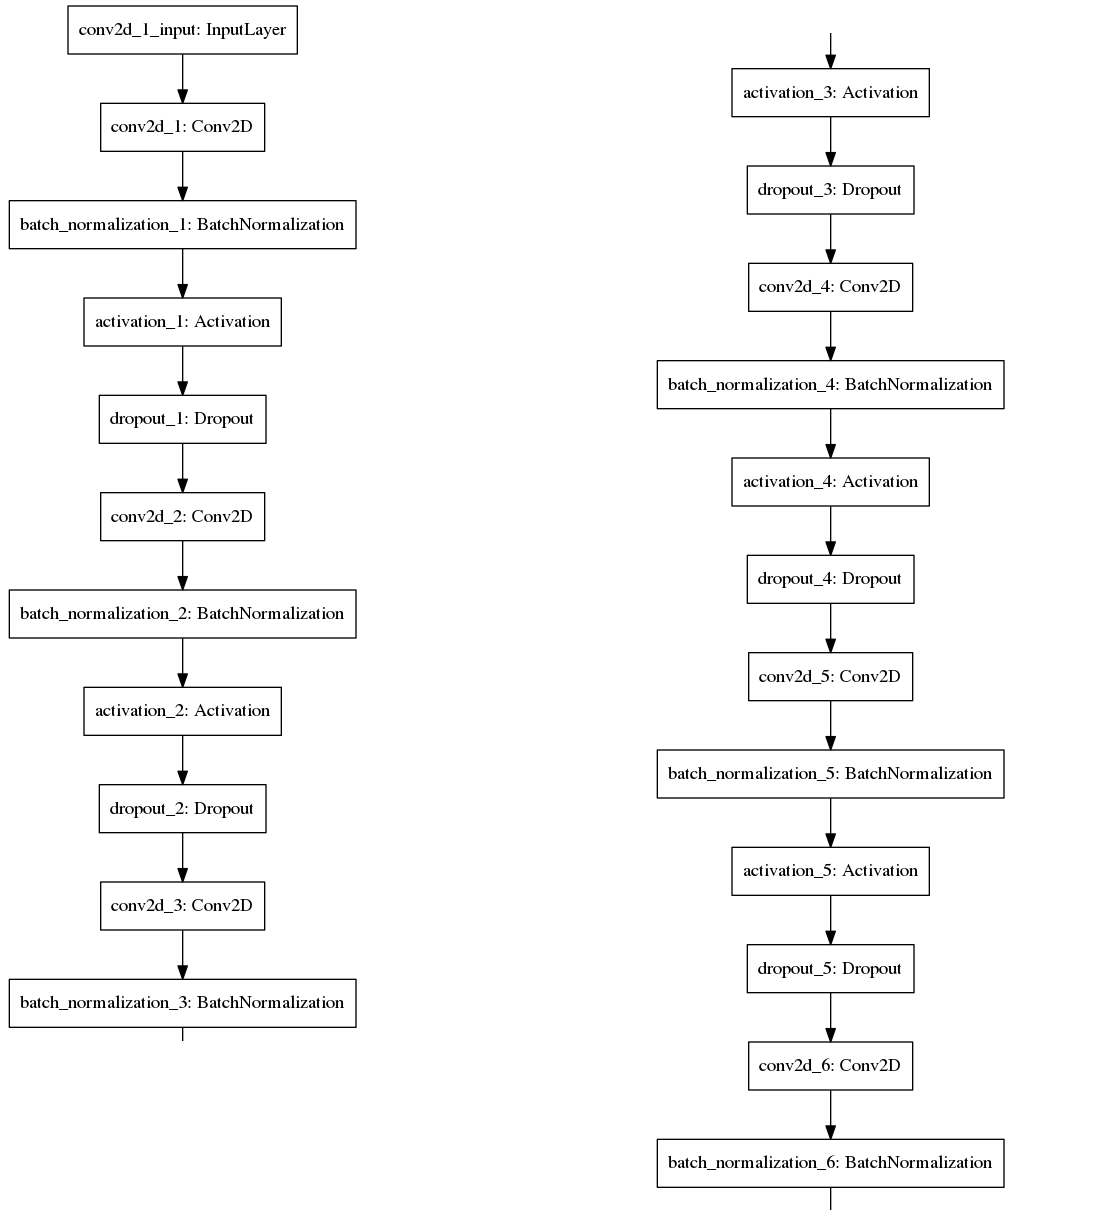 conv2d_1_input: InputLayer
conv2d_1: Conv2D
batch_normalization_1: BatchNormalization
activation_1: Activation
dropout_1: Dropout
conv2d_2: Conv2D
batch_normalization_2: BatchNormalization
activation_2: Activation
dropout_2: Dropout
conv2d_3: Conv2D
batch_normalization_3: BatchNormalization
activation_3: Activation
dropout_3: Dropout
conv2d_4: Conv2D
batch_normalization_4: BatchNormalization
activation_4: Activation
dropout_4: Dropout
conv2d_5: Conv2D
batch_normalization_5: BatchNormalization
activation_5: Activation
dropout_5: Dropout
conv2d_6: Conv2D
batch_normalization_6: BatchNormalization